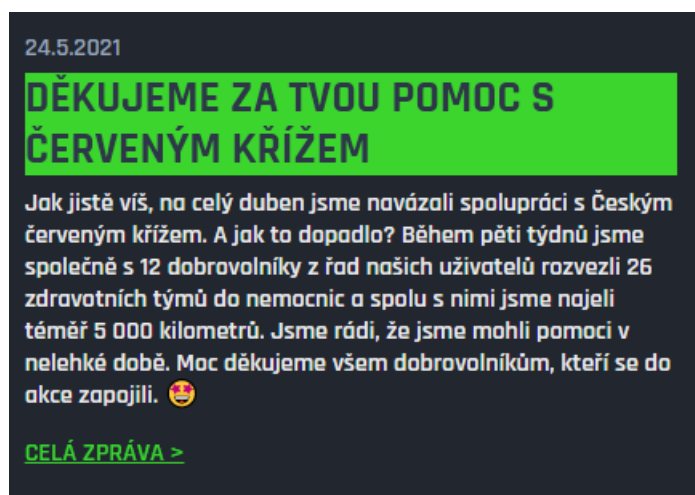 24.5.2021
DĚKUJEME ZA TVOU POMOC S
ČERVENÝM KŘÍŽEM
Jak jistě víš, na celý duben jsme navázali spolupráci s Českým
červeným křížem. A jak to dopadlo? Během pěti týdnů jsme
společně s 12 dobrovolníky z řad našich uživatelů rozvezli 26
zdravotních týmů do nemocnic a spolu s nimi jsme najeli
téměř 5 000 kilometrů. Jsme rádi, že jsme mohli pomoci v
nelehké době. Moc děkujeme všem dobrovolníkům, kteří se do
akce zapojili. 🤩
CELÁ ZPRÁVA >